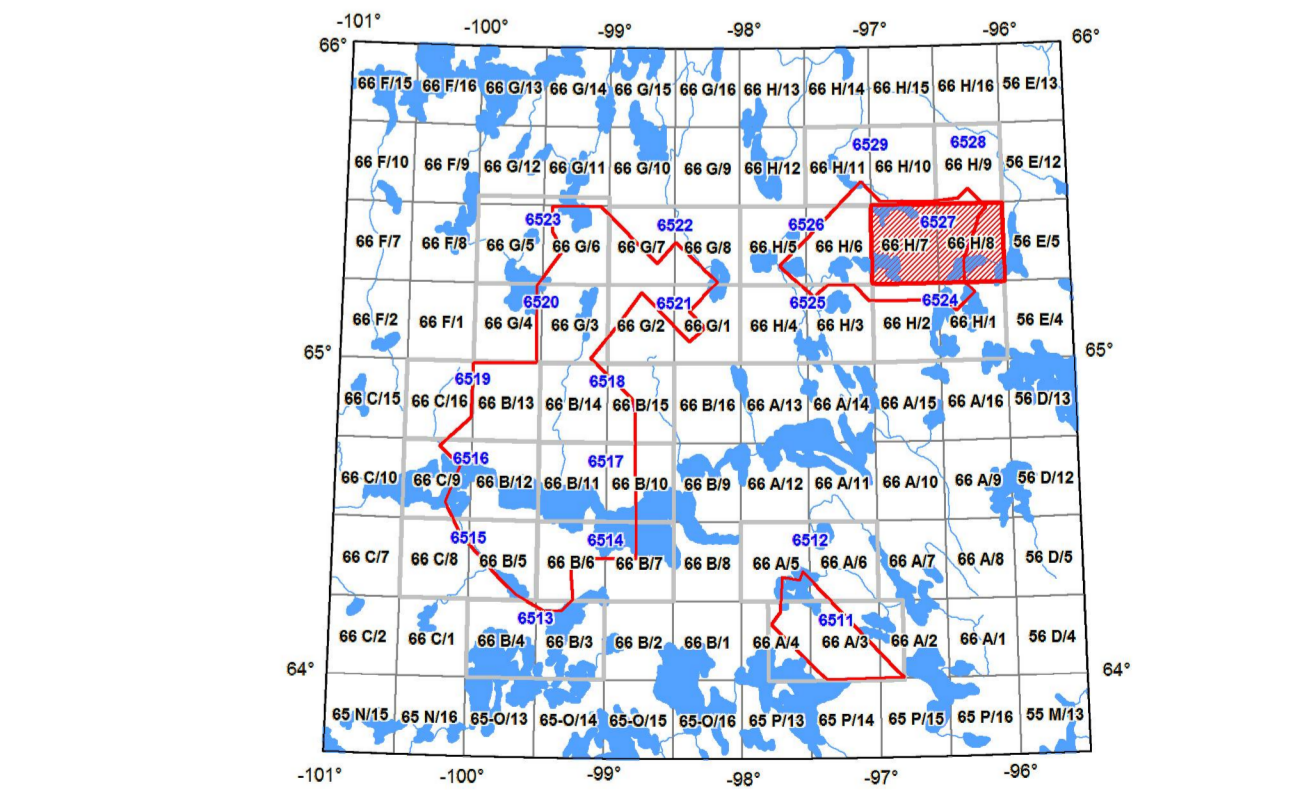 -101° -100° -99° -98° -97° -96°
66° 66°
66 F/15 66 F/16 66 G/13 66 G/14 66 G/15 66 G/16 66 H/13 66 H/14 66 H/15 66 H/16 56 E/13
6529 6528
66 F/10 66 F/9 66 G/12 66 G/11 66 G/10 66 G/9 66 H/12 66 H/11 66 H/10 66 H/9 56 E/12
6523 6522 6526 6527
66 F/7 66 F/8 66 G/5 66 G/6 66 G/7 66 G/8 66 H/5 66 H/6 66 H/7 66 H/8 56 E/5
6520 6521 6525 6524
66 F/2 66 F/1 66 G/4 66 G/3 66 G/2 66 G/1 66 H/4 66 H/3 66 H/2 66 H/1 56 E/4
65° 65°
6519 6518
66 C/15 66 C/16 66 B/13 66 B/14 66 B/15 66 B/16 66 A/13 66 A/14 66 A/15 66 A/16 56 D/13
6516 6517
66 C/10 66 C/9 66 B/12 66 B/11 66 B/10 66 B/9 66 A/12 66 A/11 66 A/10 66 A/9 56 D/12
6515 6514 6512
66 C/7 66 C/8 66 B/5 66 B/6 66 B/7 66 B/8 66 A/5 66 A/6 66 A/7 66 A/8 56 D/5
6513 6511
66 C/2 66 C/1 66 B/4 66 B/3 66 B/2 66 B/1 66 A/4 66 A/3 66 A/2 66 A/1 56 D/4
64° 64°
65 N/15 65 N/16 65-O/13 65-O/14 65-O/15 65-O/16 65 P/13 65 P/14 65 P/15 65 P/16 55 M/13
-101° -100° -99° -98° -97° -96°